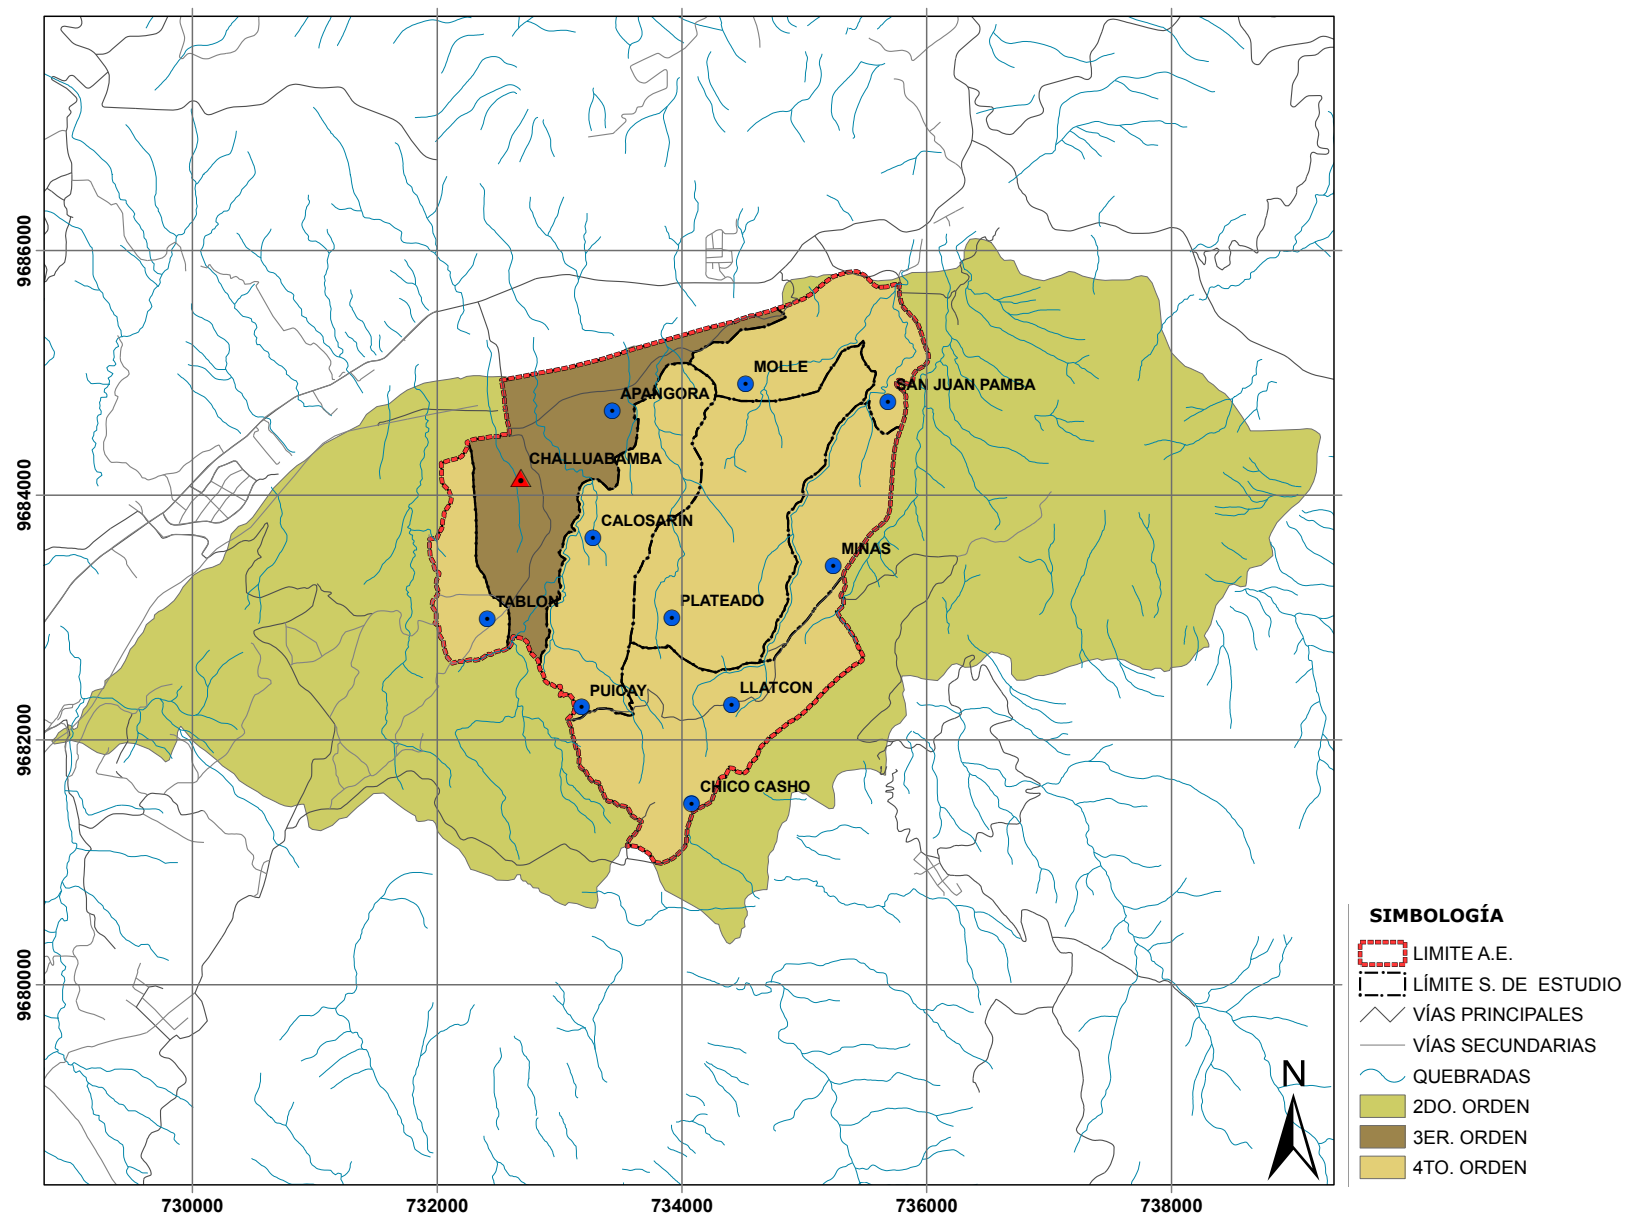 9686000
9684000
9682000
9680000
MOLLE
SAN JUAN PAMBA
APANGORA
CHALLUABAMBA
CALOSARIN
MINAS
TABLON
PLATEADO
PUICAY
LLATCON
CHICO CASHO
730000
732000
734000
736000
738000
N
SIMBOLOGÍA
LIMITE A.E.
LÍMITE S. DE ESTUDIO
VÍAS PRINCIPALES
VÍAS SECUNDARIAS
QUEBRADAS
2DO. ORDEN
3ER. ORDEN
4TO. ORDEN